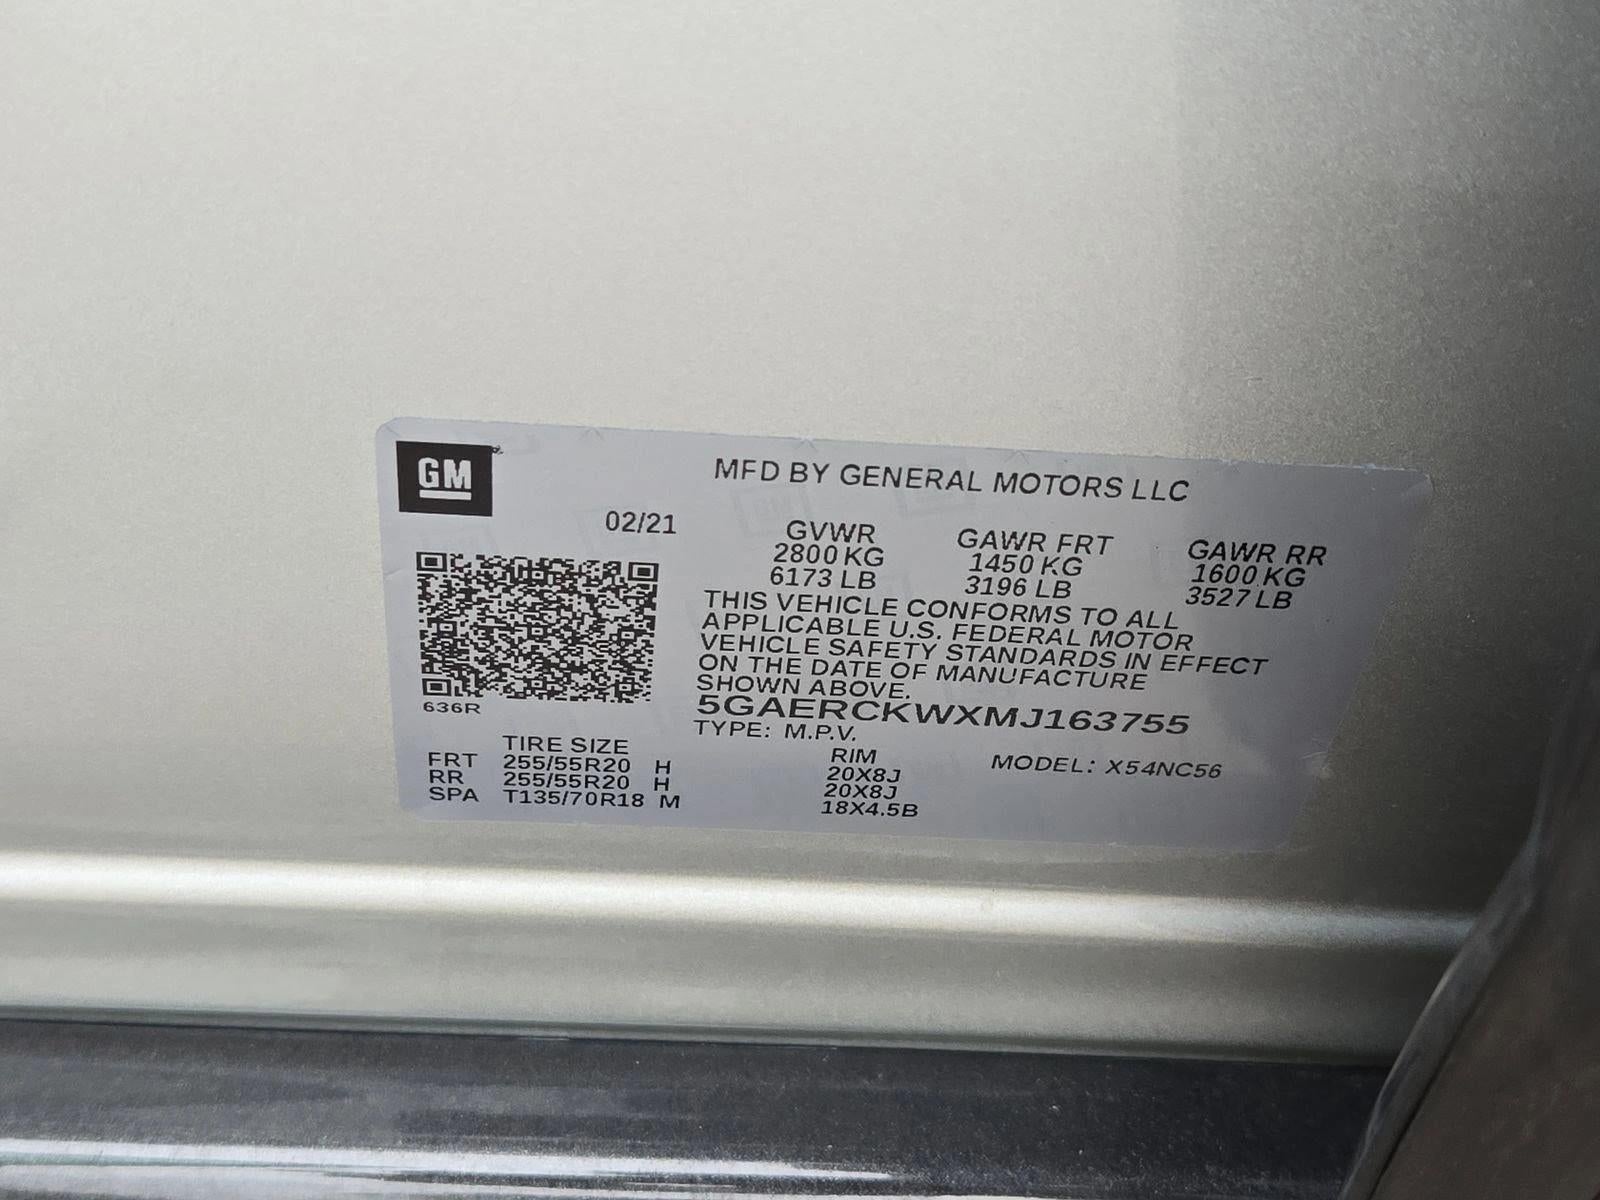 GM
MFD BY GENERAL MOTORS LLC
02/21
GVWR GAWR FRT GAWR RR
2800 KG 1450 KG 1600 KG
6173 LB 3196 LB 3527 LB
THIS VEHICLE CONFORMS TO ALL
APPLICABLE U.S. FEDERAL MOTOR
VEHICLE SAFETY STANDARDS IN EFFECT
ON THE DATE OF MANUFACTURE
SHOWN ABOVE.
5GAERCKWXMJ163755
636R
TYPE: M.P.V. MODEL: X54NC56
TIRE SIZE RIM
FRT 255/55R20 H 20X8J
RR 255/55R20 H 20X8J
SPA T135/70R18 M 18X4.5B